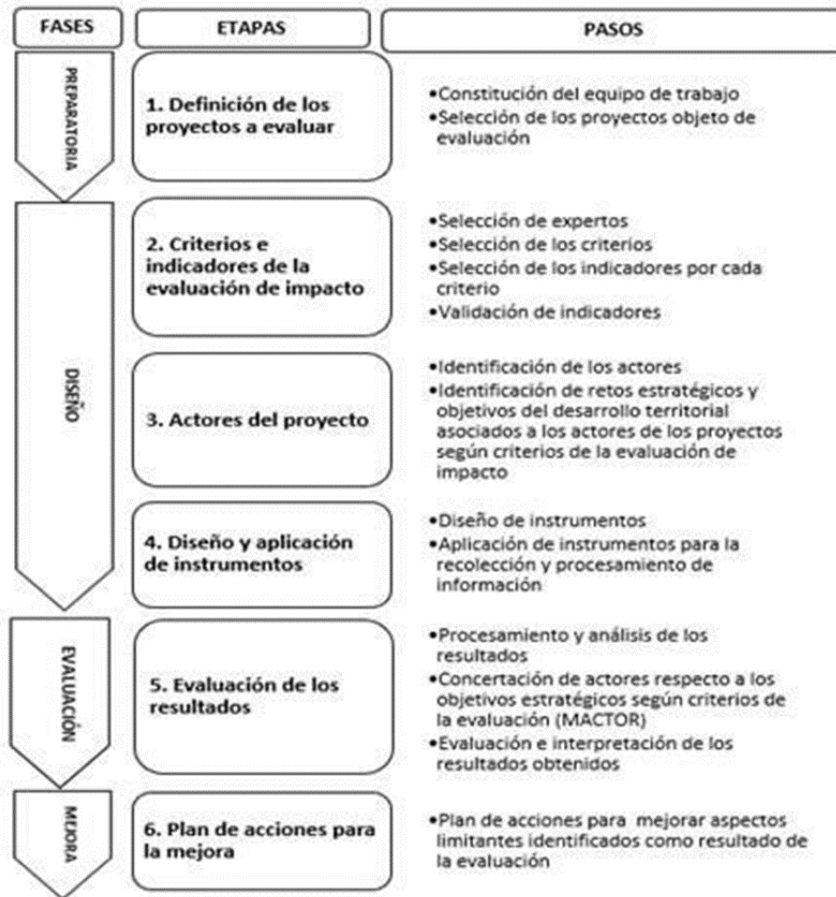 FASES
ETAPAS
PASOS
PREPARATORIA
1. Definición de los
proyectos a evaluar
•Constitución del equipo de trabajo
•Selección de los proyectos objeto de
evaluación
DISEÑO
2. Criterios e
indicadores de la
evaluación de impacto
•Selección de expertos
•Selección de los criterios
•Selección de los indicadores por cada
criterio
•Validación de indicadores
3. Actores del proyecto
•Identificación de los actores
•Identificación de retos estratégicos y
objetivos del desarrollo territorial
asociados a los actores de los proyectos
según criterios de la evaluación de
impacto
4. Diseño y aplicación
de instrumentos
•Diseño de instrumentos
•Aplicación de instrumentos para la
recolección y procesamiento de
información
EVALUACIÓN
5. Evaluación de los
resultados
•Procesamiento y análisis de los
resultados
•Concertación de actores respecto a los
objetivos estratégicos según criterios de
la evaluación (MACTOR)
•Evaluación e interpretación de los
resultados obtenidos
MEJORA
6. Plan de acciones para
la mejora
•Plan de acciones para mejorar aspectos
limitantes identificados como resultado de
la evaluación